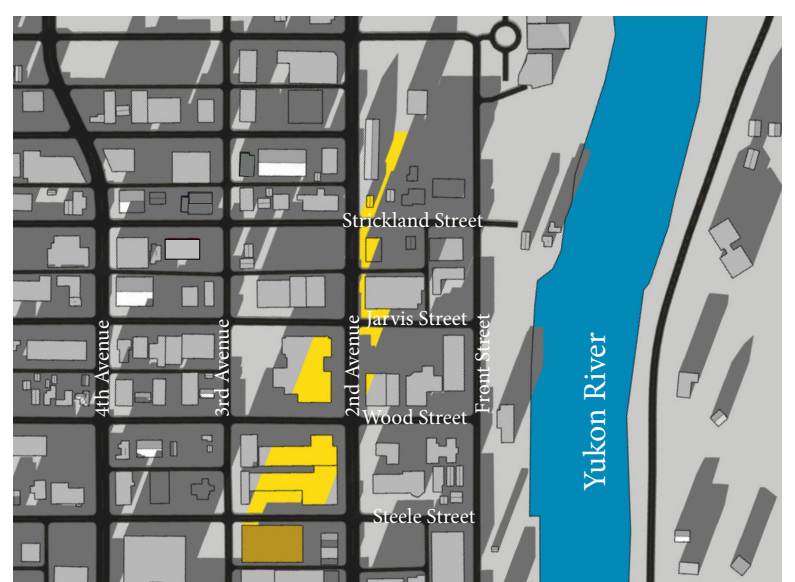 Strickland Street
Jarvis Street
4th Avenue
3rd Avenue
2nd Avenue
Front Street
Wood Street
Yukon River
Steele Street